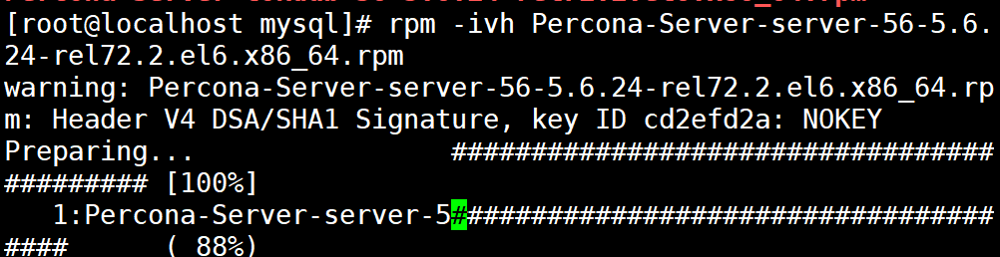 [root@localhost mysql]# rpm -ivh Percona-Server-server-56-5.6.
24-rel72.2.el6.x86_64.rpm
warning: Percona-Server-server-56-5.6.24-rel72.2.el6.x86_64.rp
m: Header V4 DSA/SHA1 Signature, key ID cd2efd2a: NOKEY
Preparing...                ##################################
######### [100%]
   1:Percona-Server-server-5##################################
####      ( 88%)